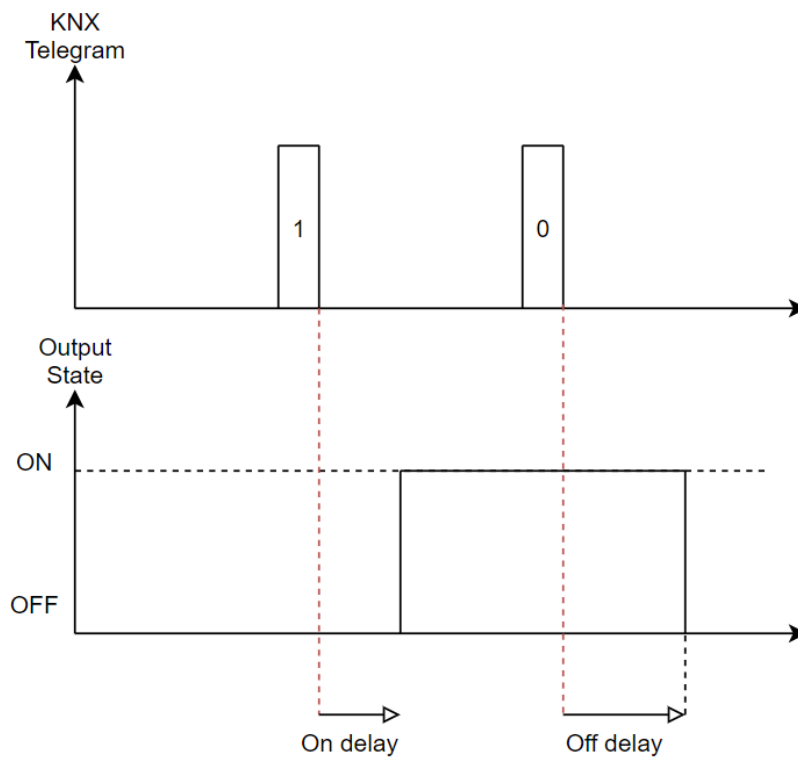 KNX
Telegram
1
0
Output
State
ON
OFF
On delay
Off delay